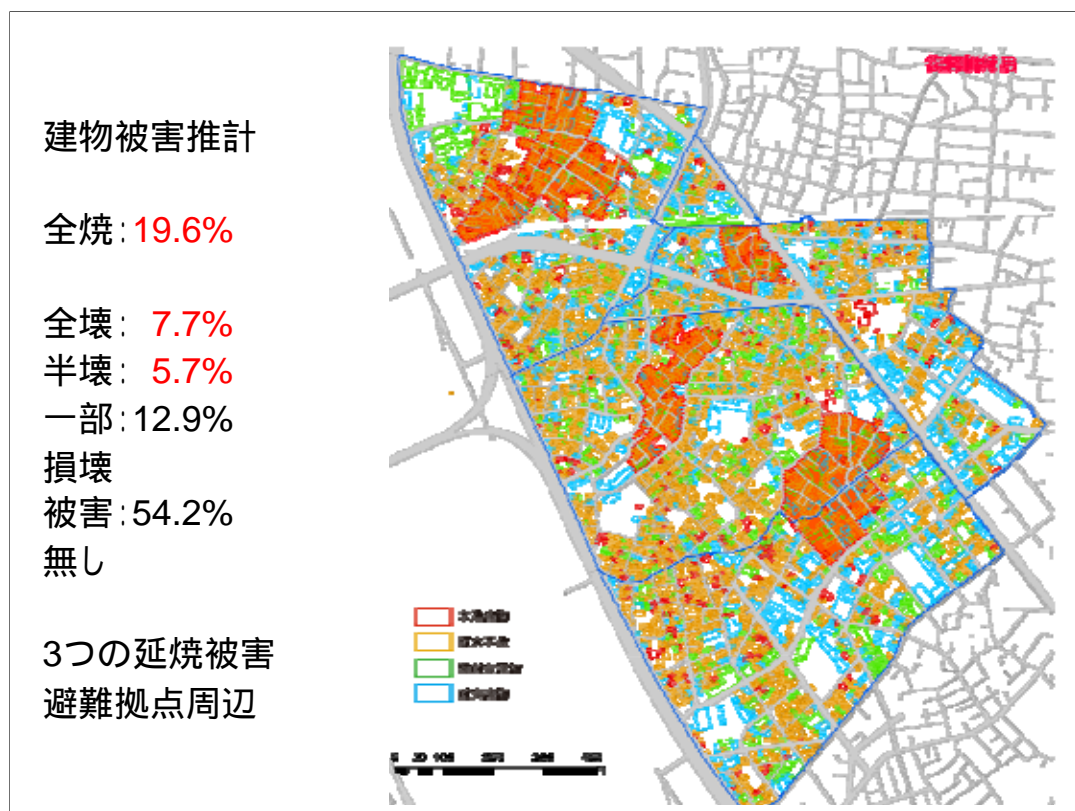 建物被害推計
全焼:19.6%
全壊: 7.7%
半壊: 5.7%
一部:12.9%
損壊
被害:54.2%
無し
3つの延焼被害
避難拠点周辺